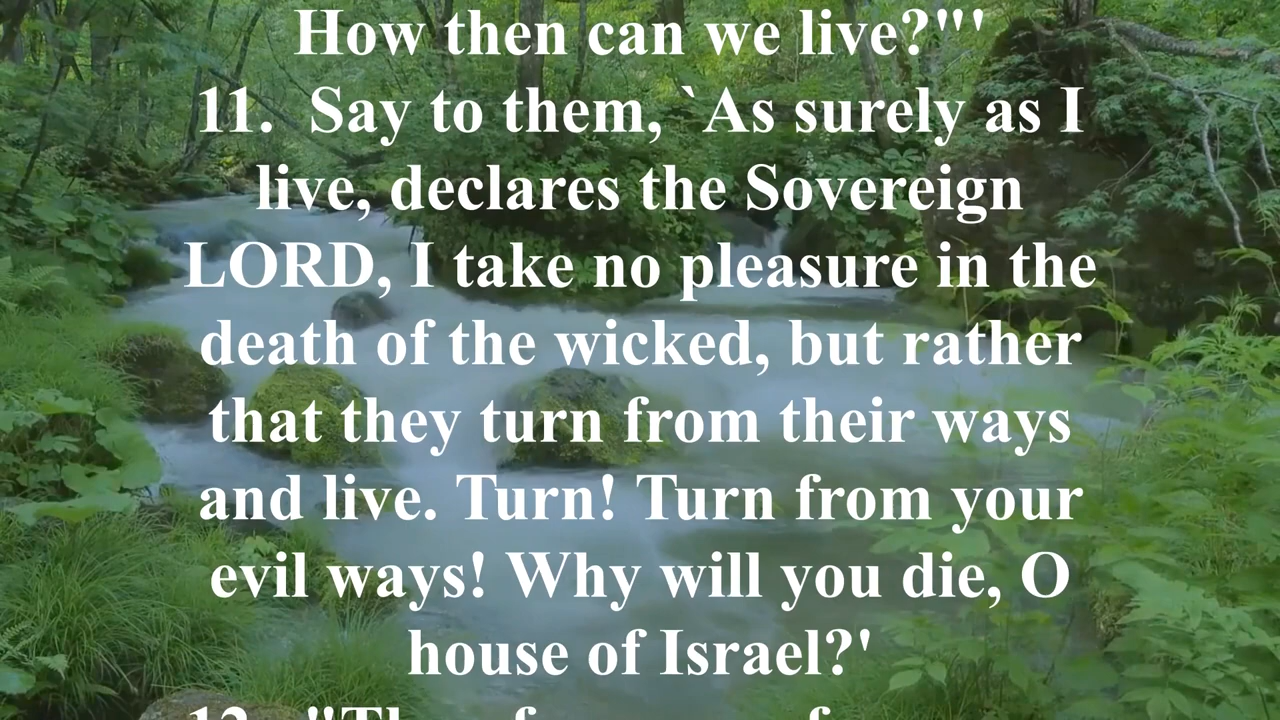 How then can we live?"'
11.  Say to them, `As surely as I
live, declares the Sovereign
LORD, I take no pleasure in the
death of the wicked, but rather
that they turn from their ways
and live. Turn! Turn from your
evil ways! Why will you die, O
house of Israel?'